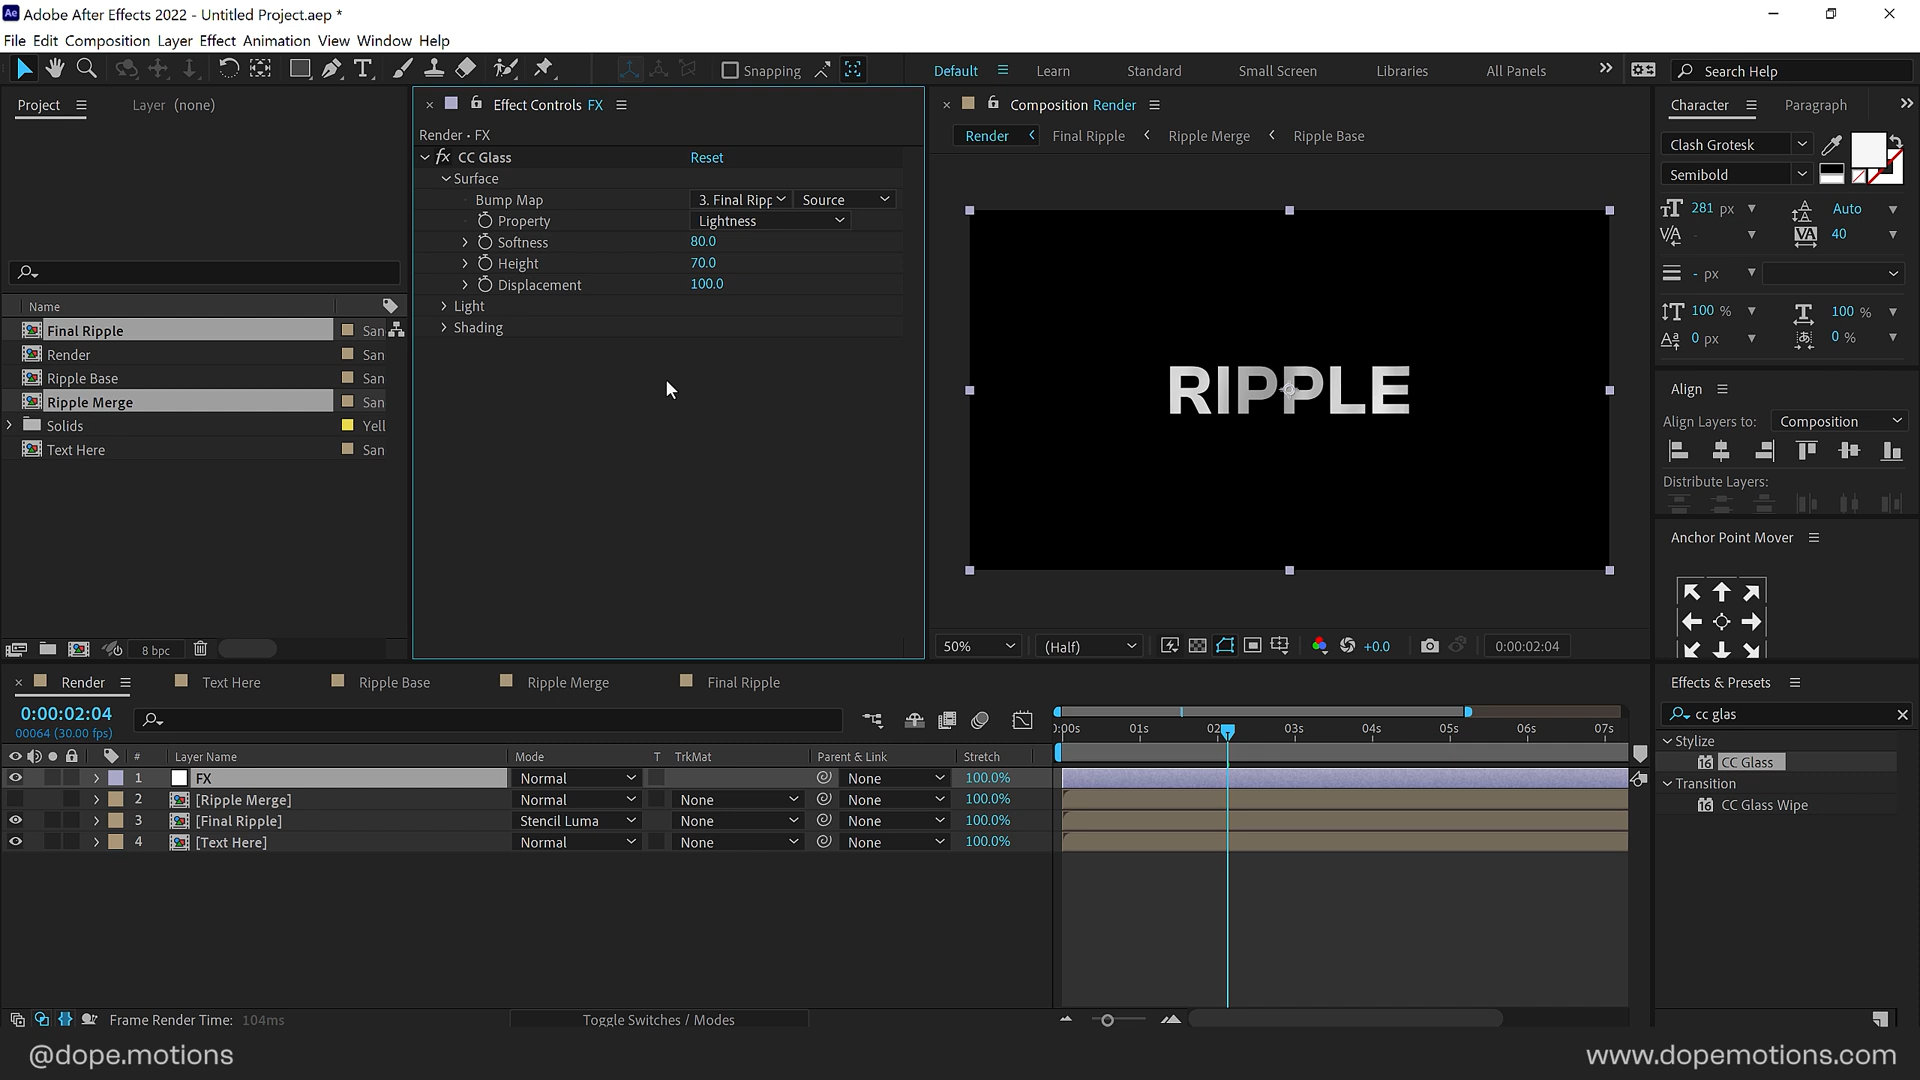 Adobe After Effects 2022 - Untitled Project.aep *
File Edit Composition Layer Effect Animation View Window Help
Snapping
Default
Learn
Standard
Small Screen
Libraries
All Panels
Search Help
Project
Layer (none)
Effect Controls FX
Composition Render
Character
Paragraph
Render • FX
Render
Final Ripple
Ripple Merge
Ripple Base
fx CC Glass
Reset
Surface
Bump Map
3. Final Ripp
Source
Property
Lightness
Softness
80.0
Height
70.0
Displacement
100.0
Light
Shading
Name
Final Ripple
San
Render
San
Ripple Base
San
Ripple Merge
San
Solids
Yell
Text Here
San
8 bpc
RIPPLE
50%
(Half)
+0.0
0:00:02:04
Clash Grotesk
Semibold
281 px
Auto
40
- px
100 %
100 %
0 px
0 %
Align
Align Layers to:
Composition
Distribute Layers:
Anchor Point Mover
Render
Text Here
Ripple Base
Ripple Merge
Final Ripple
0:00:02:04
00064 (30.00 fps)
#
Layer Name
Mode
T
TrkMat
Parent & Link
Stretch
1
FX
Normal
None
100.0%
2
[Ripple Merge]
Normal
None
None
100.0%
3
[Final Ripple]
Stencil Luma
None
None
100.0%
4
[Text Here]
Normal
None
None
100.0%
):00s
01s
02
03s
04s
05s
06s
07s
Effects & Presets
cc glas
Stylize
CC Glass
Transition
CC Glass Wipe
Frame Render Time: 104ms
Toggle Switches / Modes
@dope.motions
www.dopemotions.com